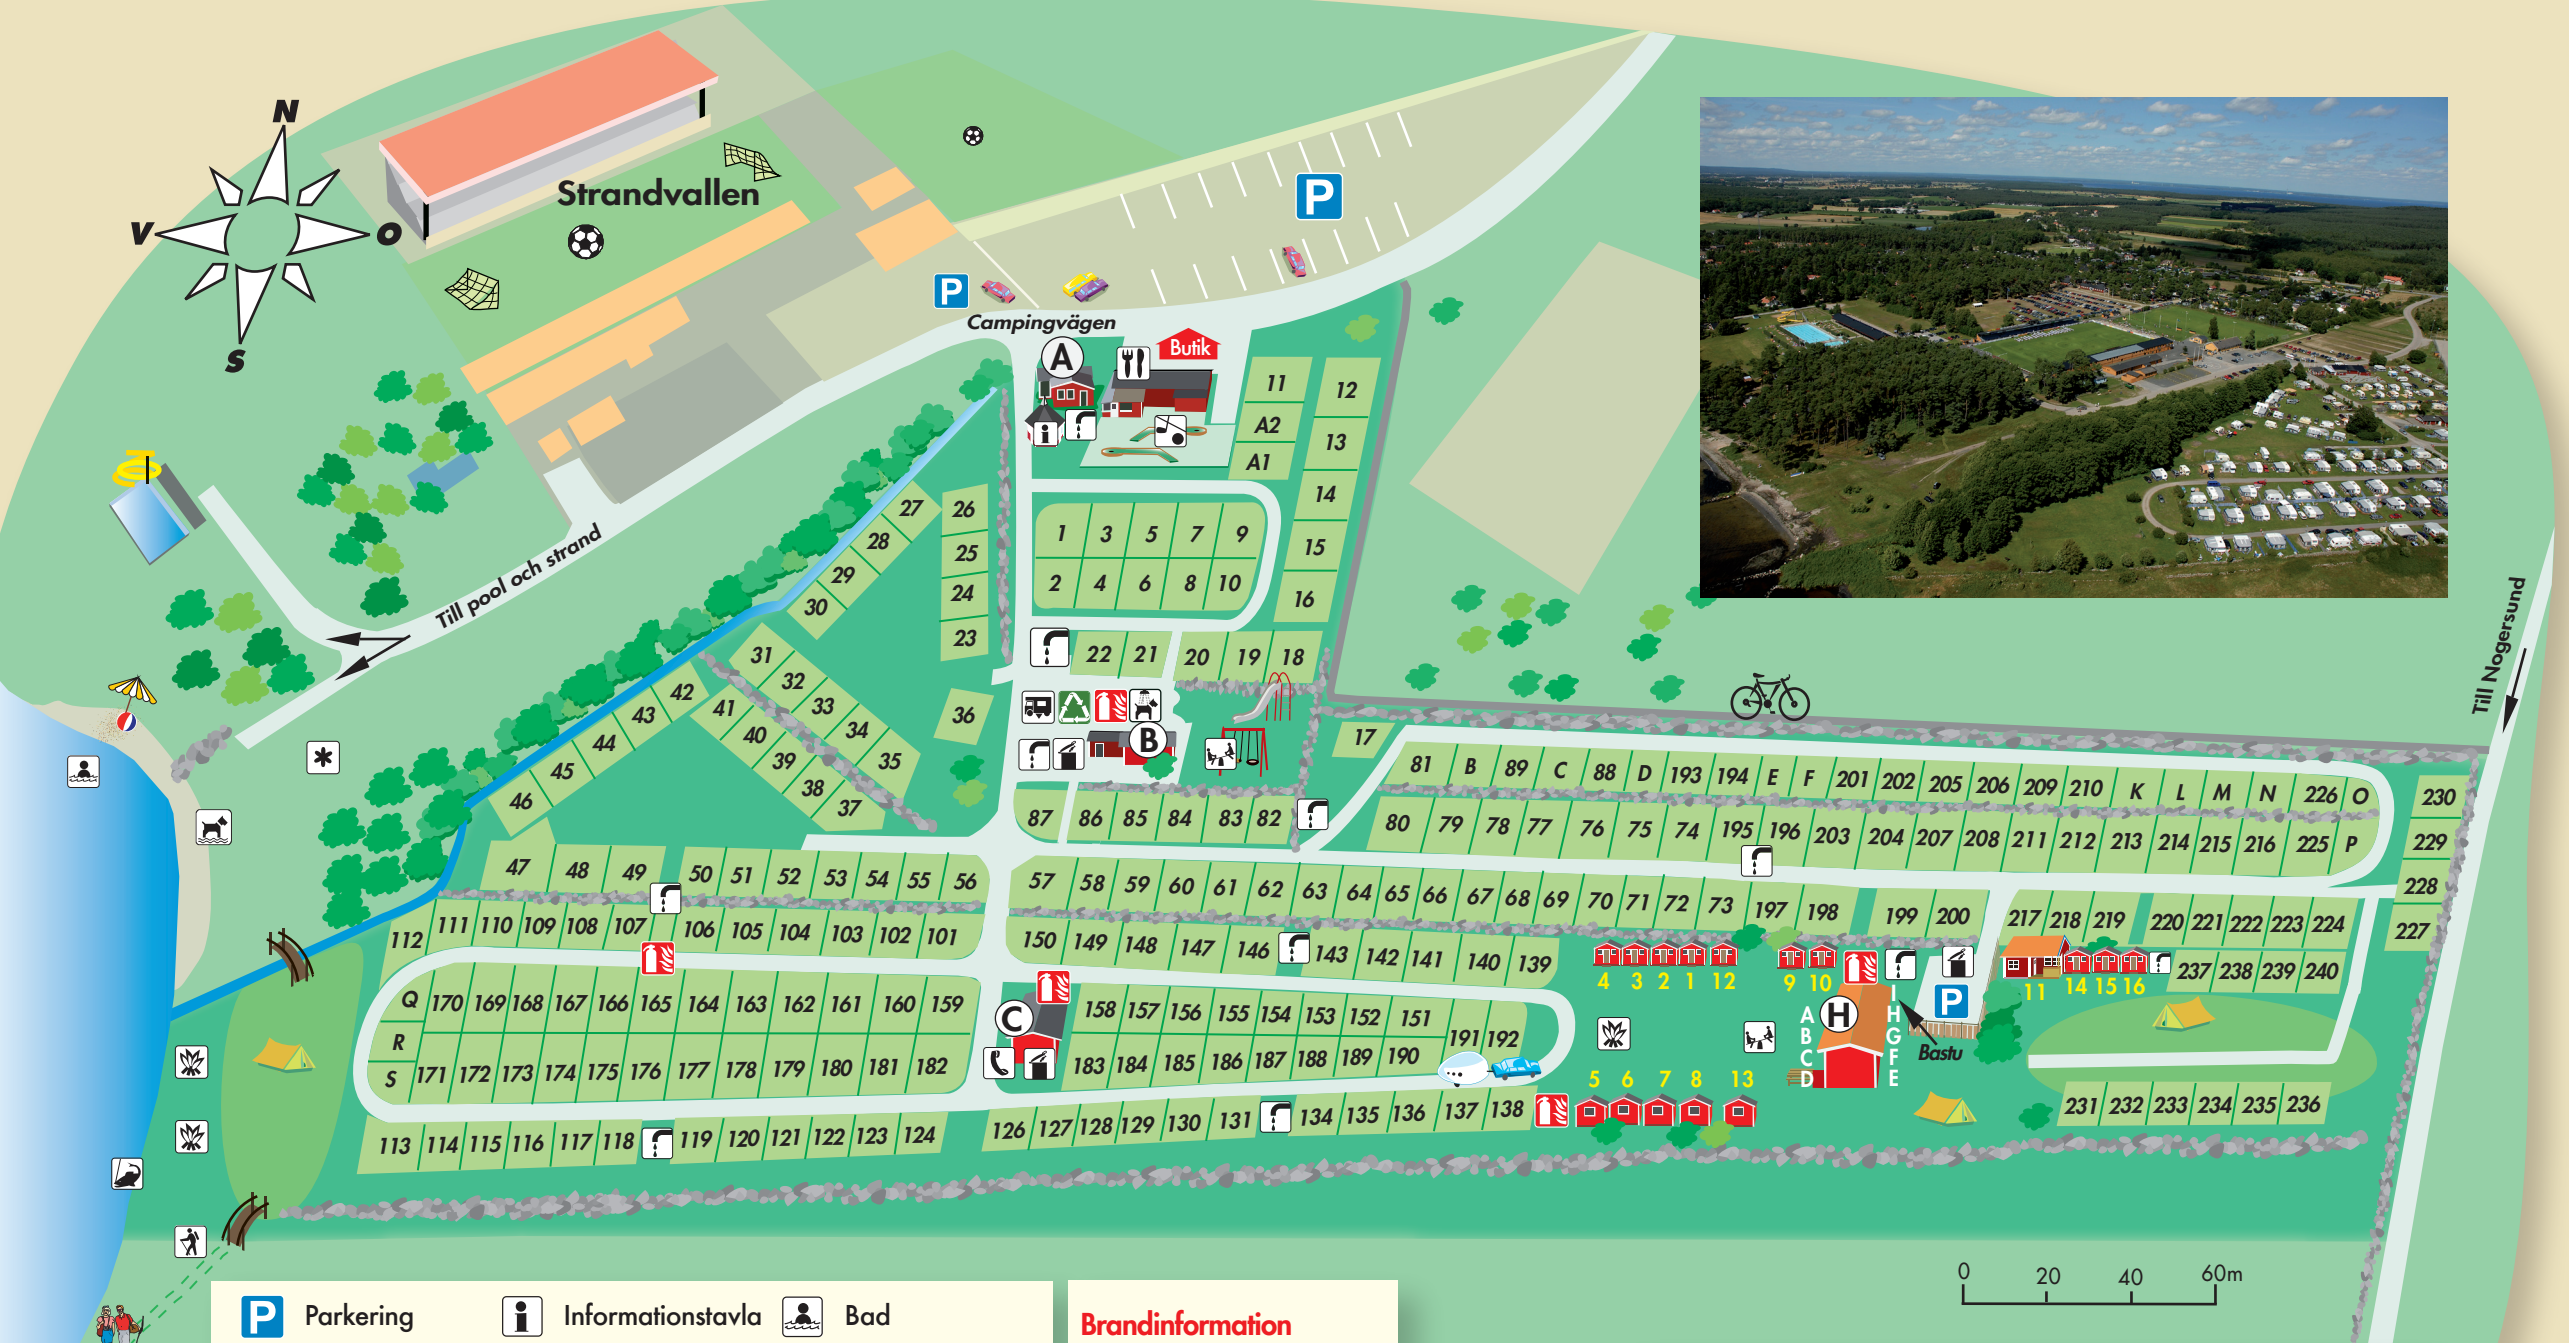 N
V
O
S
Strandvallen
P
P
Campingvägen
A
Butik
11
12
A2
13
A1
14
1 3 5 7 9
15
2 4 6 8 10
16
27
26
28
25
29
24
30
23
22 21 20 19 18
Till pool och strand
Till Nogersund
31
32
33
34
35
36
42
43
44
45
46
41
40
39
38
37
B
17
81 B 89 C 88 D 193 194 E F 201 202 205 206 209 210 K L M N 226 O
230
87 86 85 84 83 82
80 79 78 77 76 75 74 195 196 203 204 207 208 211 212 213 214 215 216 225 P
229
228
227
47 48 49 50 51 52 53 54 55 56
57 58 59 60 61 62 63 64 65 66 67 68 69 70 71 72 73 197 198 199 200
217 218 219 220 221 222 223 224
112 111 110 109 108 107 106 105 104 103 102 101
150 149 148 147 146 143 142 141 140 139
4 3 2 1 12 9 10
11 14 15 16
237 238 239 240
Q 170 169 168 167 166 165 164 163 162 161 160 159
R
S 171 172 173 174 175 176 177 178 179 180 181 182
C
158 157 156 155 154 153 152 151
191 192
183 184 185 186 187 188 189 190
H
A
B
C
D
I
H
G
F
E
P
Bastu
5 6 7 8 13
113 114 115 116 117 118 119 120 121 122 123 124
126 127 128 129 130 131 134 135 136 137 138
231 232 233 234 235 236
0 20 40 60m
P Parkering
i Informationstavla
Bad
Brandinformation